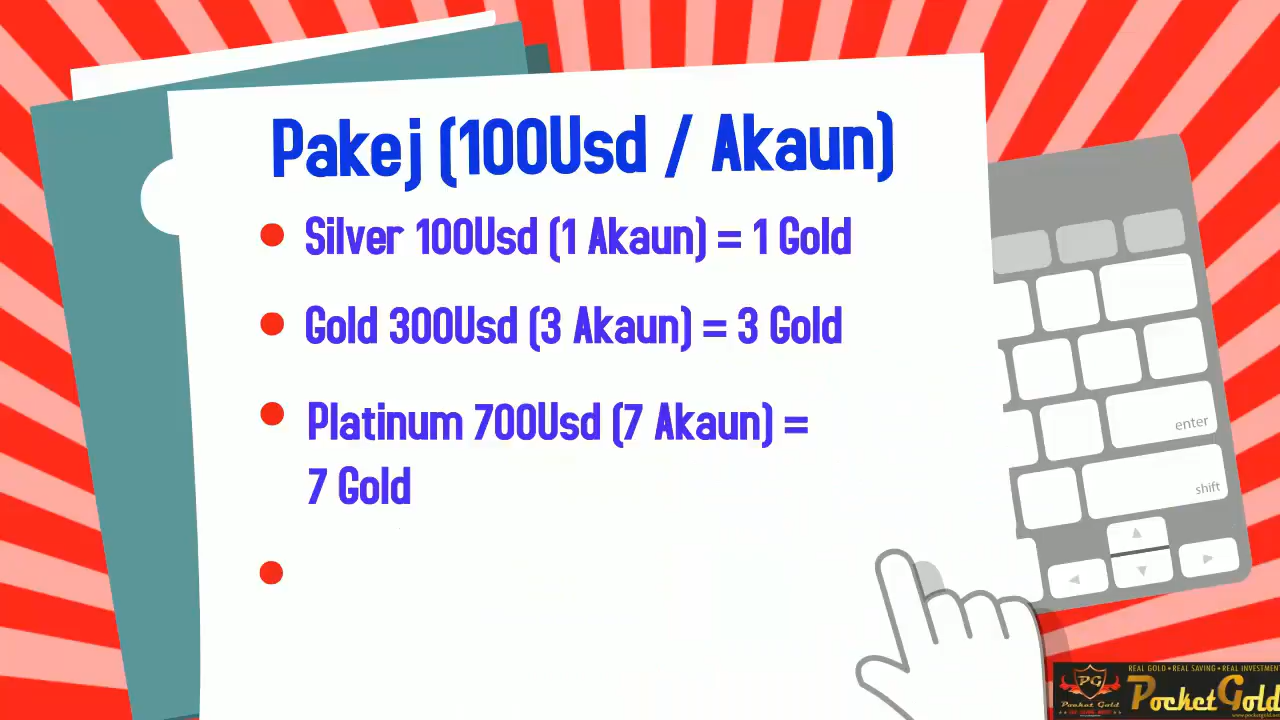 Pakej (100Usd / Akaun)
Silver 100Usd (1 Akaun) = 1 Gold
Gold 300Usd (3 Akaun) = 3 Gold
Platinum 700Usd (7 Akaun) =
7 Gold
enter
shift
REAL GOLD • REAL SAVING • REAL INVESTMENT
PG
Pocket Gold
PocketGold